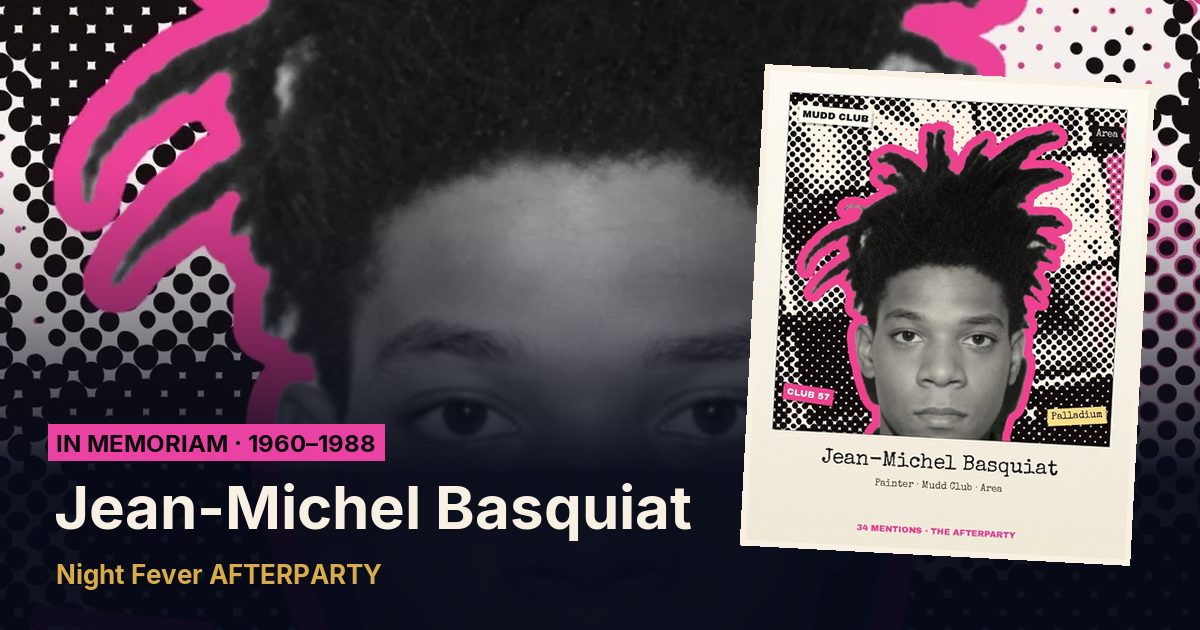 IN MEMORIAM · 1960–1988
Jean-Michel Basquiat
Night Fever AFTERPARTY
MUDD CLUB
Area
CLUB 57
Palladium
Jean-Michel Basquiat
Painter · Mudd Club · Area
34 MENTIONS · THE AFTERPARTY